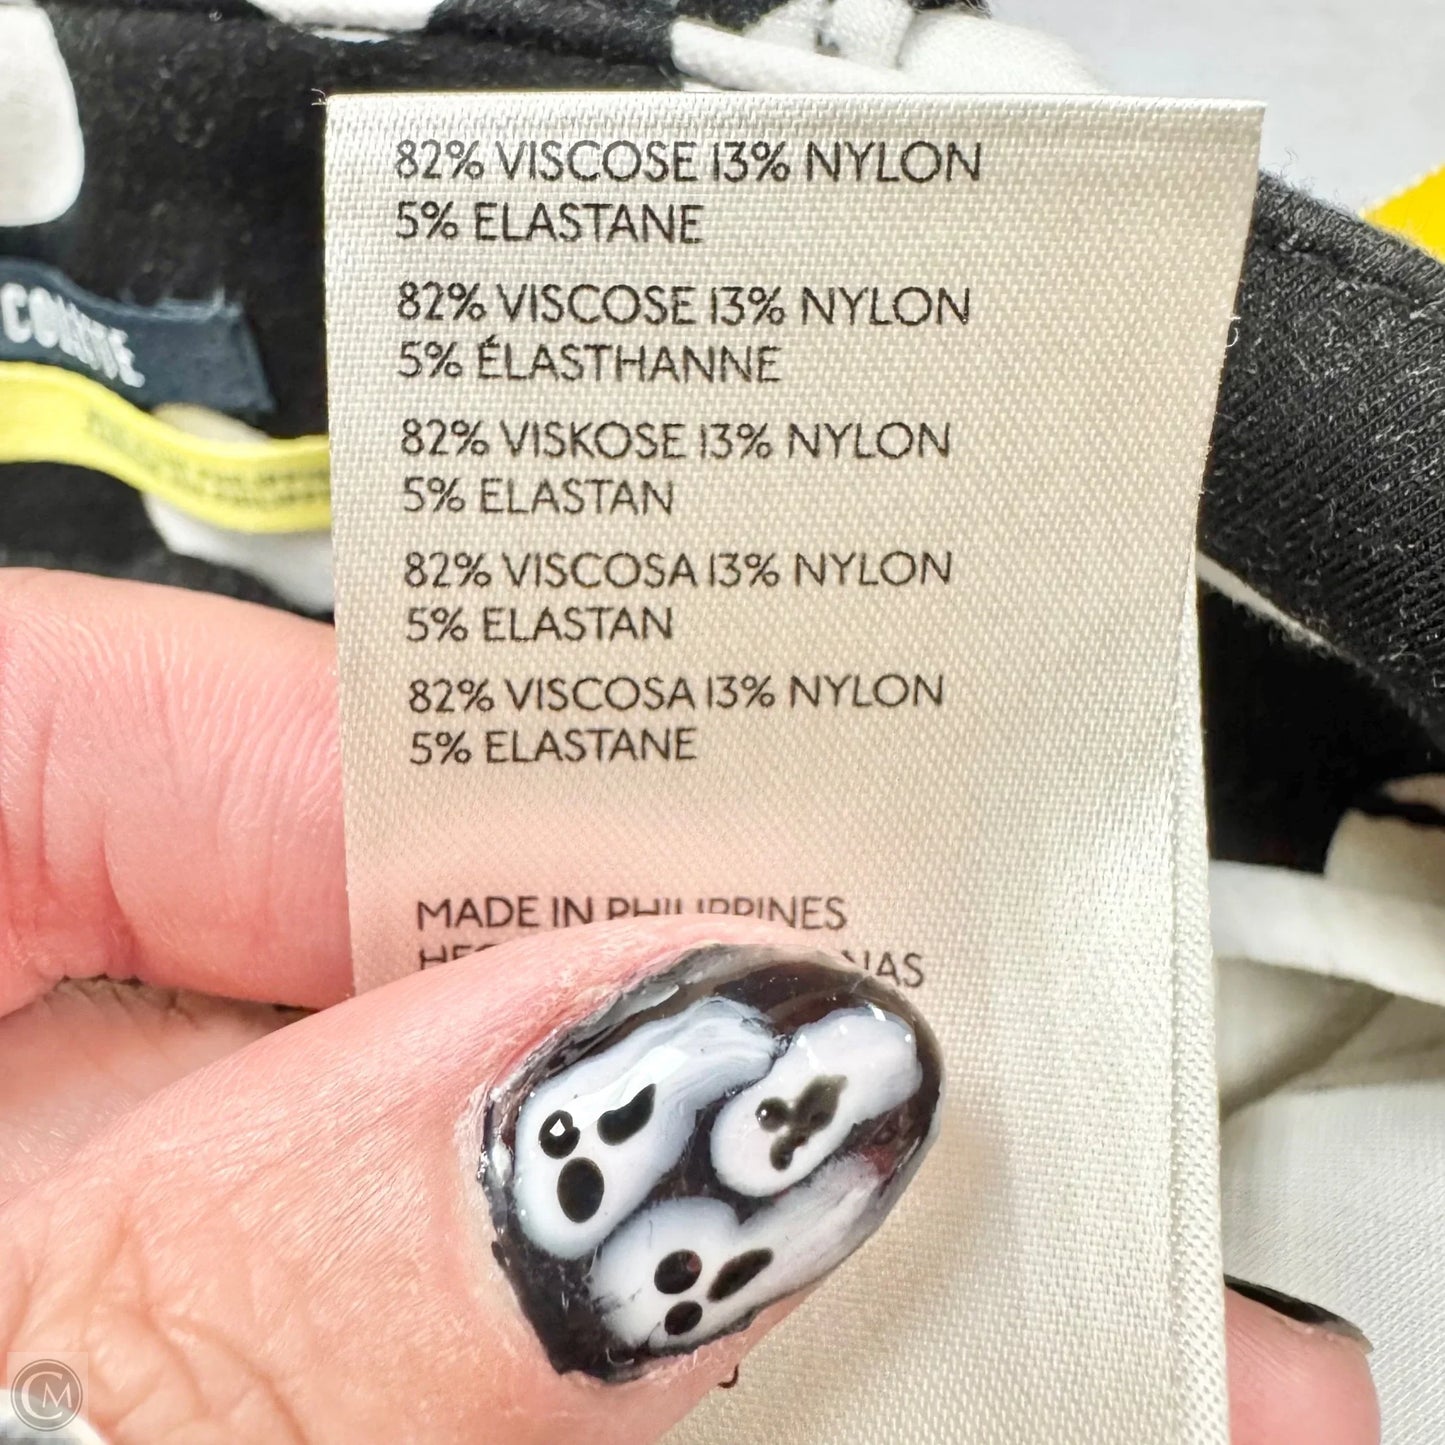 82% VISCOSE 13% NYLON
5% ELASTANE
82% VISCOSE 13% NYLON
5% ÉLASTHANNE
82% VISKOSE 13% NYLON
5% ELASTAN
82% VISCOSA 13% NYLON
5% ELASTAN
82% VISCOSA 13% NYLON
5% ELASTANE
MADE IN PHILIPPINES
CM